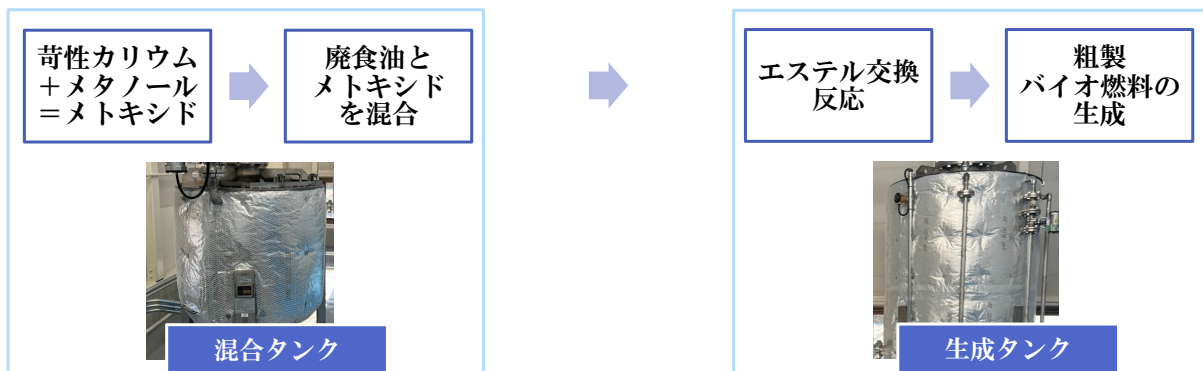 苛性カリウム
＋メタノール
＝メトキシド
廃食油と
メトキシド
を混合
混合タンク
エステル交換
反応
粗製
バイオ燃料の
生成
生成タンク